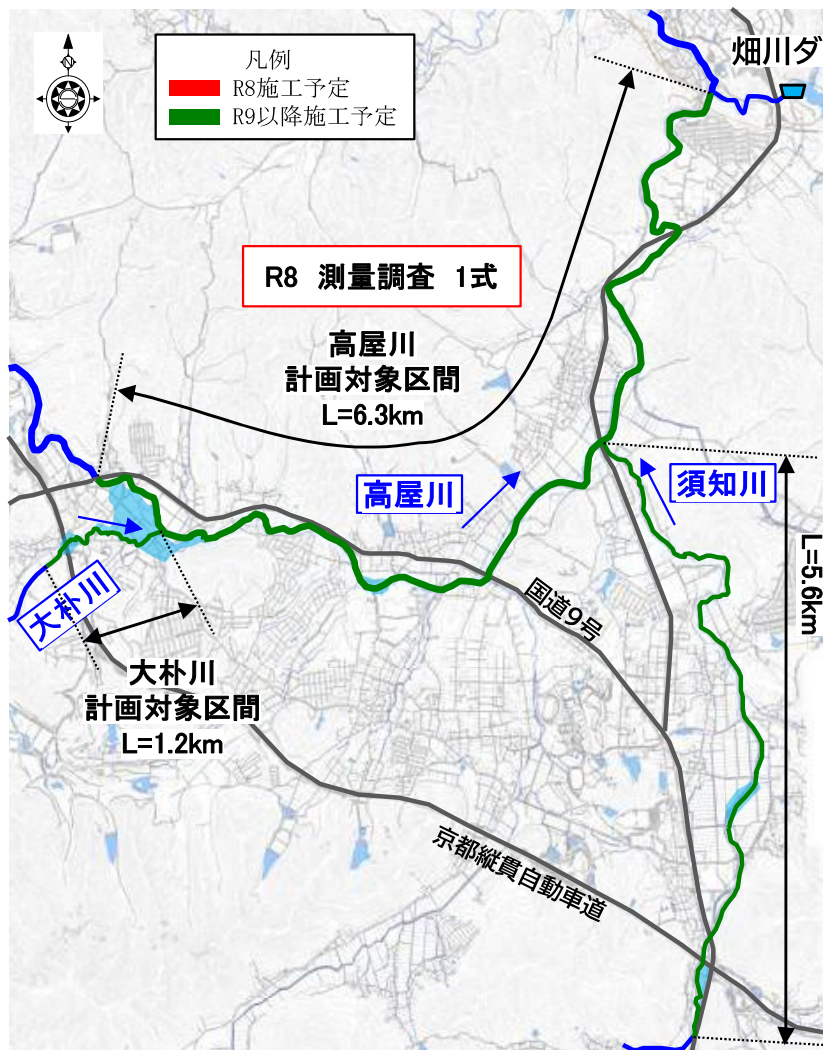 N
凡例
R8施工予定
R9以降施工予定
畑川ダ
R8 測量調査 1式
高屋川
計画対象区間
L=6.3km
高屋川
須知川
L=5.6km
国道9号
大朴川
大朴川
計画対象区間
L=1.2km
京都縦貫自動車道